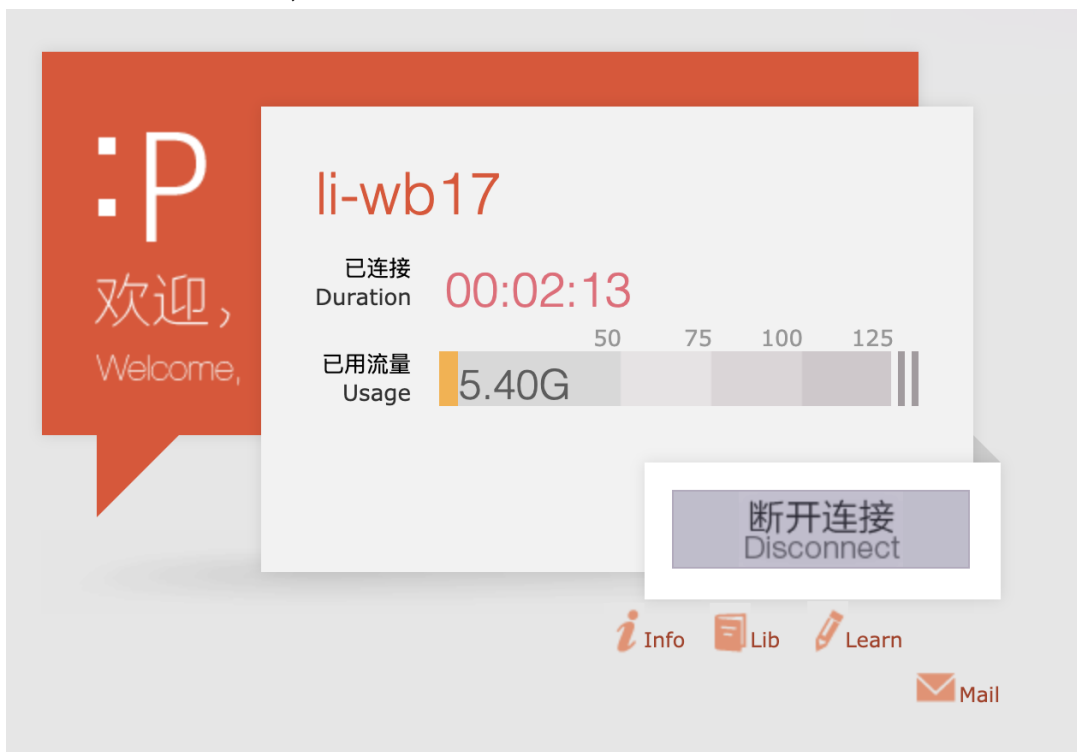 :P
欢迎,
Welcome,
li-wb17
已连接
Duration
00:02:13
50 75 100 125
已用流量
Usage
5.40G
断开连接
Disconnect
Info Lib Learn
Mail